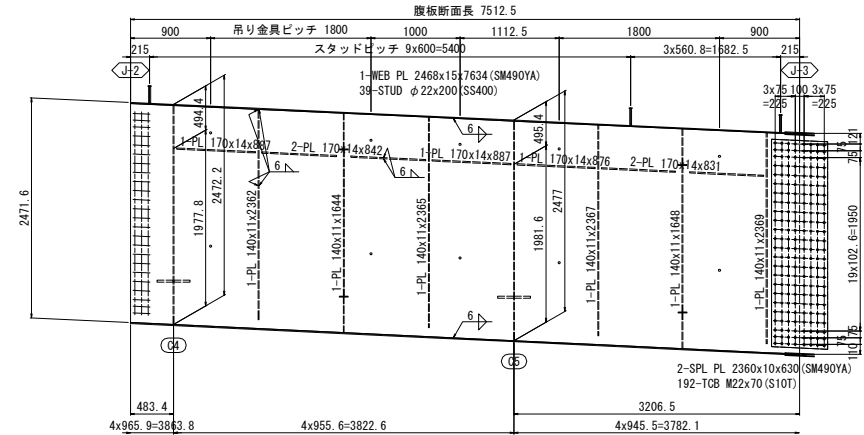 腹板断面長 7512.5
900
吊り金具ピッチ 1800
1000
1112.5
1800
900
215
スタッドピッチ 9x600=5400
3x560.8=1682.5
215
J-2
J-3
1-WEB PL 2468x15x7634(SM490YA)
39-STUD φ22x200(SS400)
3x75
=225
100
3x75
=225
494.4
495.4
6
21
75
75
1-PL 170x14x887
2-PL 170x14x842
1-PL 170x14x887
1-PL 170x14x876
2-PL 170x14x831
6
6
2471.6
1977.8
2472.2
1-PL 140x11x2362
1-PL 140x11x1644
1-PL 140x11x2365
1981.6
2477
1-PL 140x11x2367
1-PL 140x11x1648
1-PL 140x11x2369
19x102.6=1950
6
75
75
110
C4
C5
2-SPL PL 2360x10x630(SM490YA)
192-TCB M22x70(S10T)
483.4
3206.5
4x965.9=3863.8
4x955.6=3822.6
4x945.5=3782.1